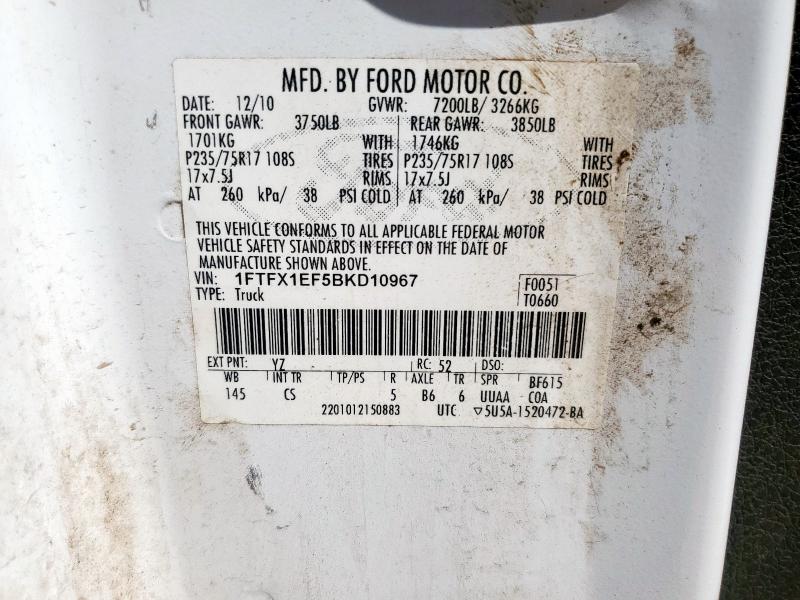 MFD. BY FORD MOTOR CO.
DATE: 12/10 GVWR: 7200LB/ 3266KG
FRONT GAWR: 3750LB REAR GAWR: 3850LB
1701KG WITH 1746KG WITH
P235/75R17 108S TIRES P235/75R17 108S TIRES
17x7.5J RIMS 17x7.5J RIMS
AT 260 kPa/ 38 PSI COLD AT 260 kPa/ 38 PSI COLD
THIS VEHICLE CONFORMS TO ALL APPLICABLE FEDERAL MOTOR
VEHICLE SAFETY STANDARDS IN EFFECT ON THE DATE OF
MANUFACTURE SHOWN ABOVE.
VIN: 1FTFX1EF5BKD10967 F0051
TYPE: Truck T0660
EXT PNT: YZ RC: 52 DSO:
WB INT TR TP/PS R AXLE TR SPR BF615
145 CS 5 B6 6 UUAA COA
2201012150883 UTC ▽5U5A-1520472-BA